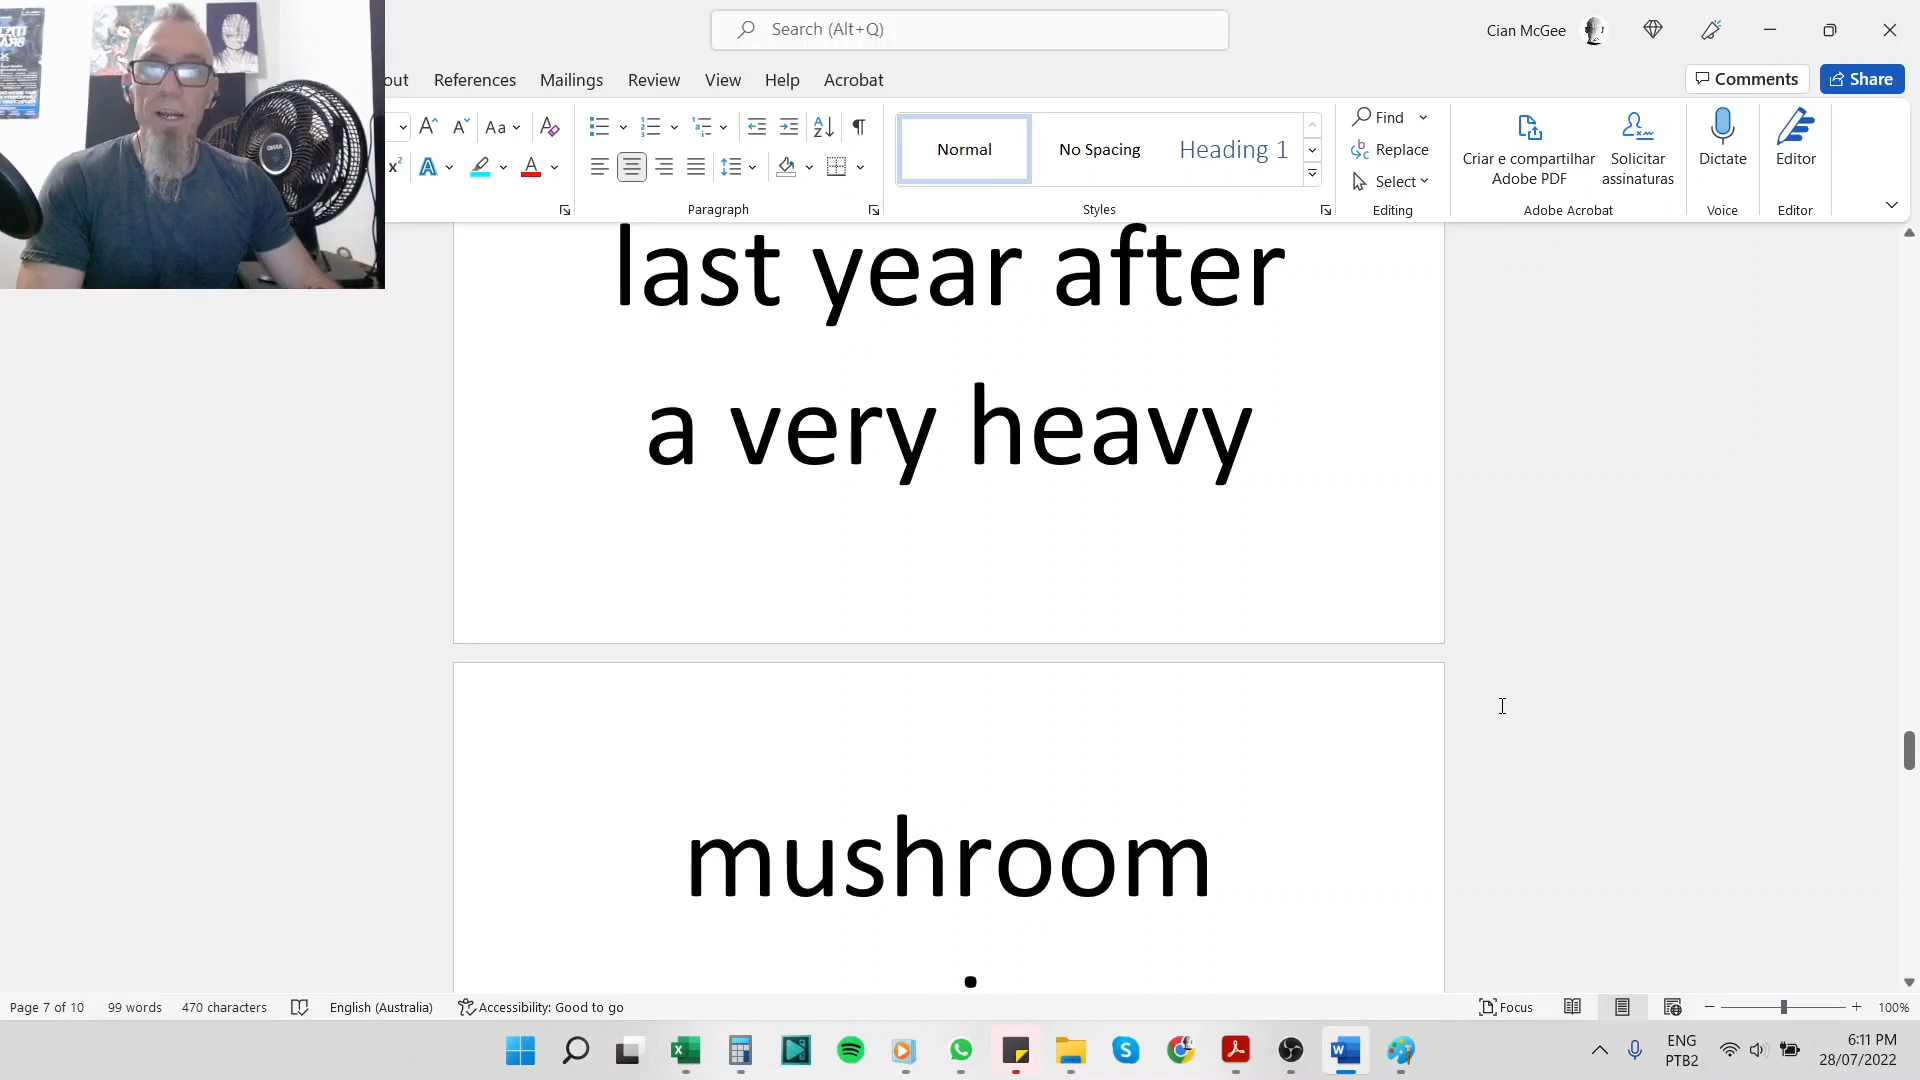 Search (Alt+Q)
Cian McGee
out
References
Mailings
Review
View
Help
Acrobat
Comments
Share
Aa
Normal
No Spacing
Heading 1
Find
Replace
Select
Criar e compartilhar
Adobe PDF
Solicitar
assinaturas
Dictate
Editor
Paragraph
Styles
Editing
Adobe Acrobat
Voice
Editor
last year after
a very heavy
mushroom
Page 7 of 10
99 words
470 characters
English (Australia)
Accessibility: Good to go
Focus
100%
ENG
PTB2
6:11 PM
28/07/2022